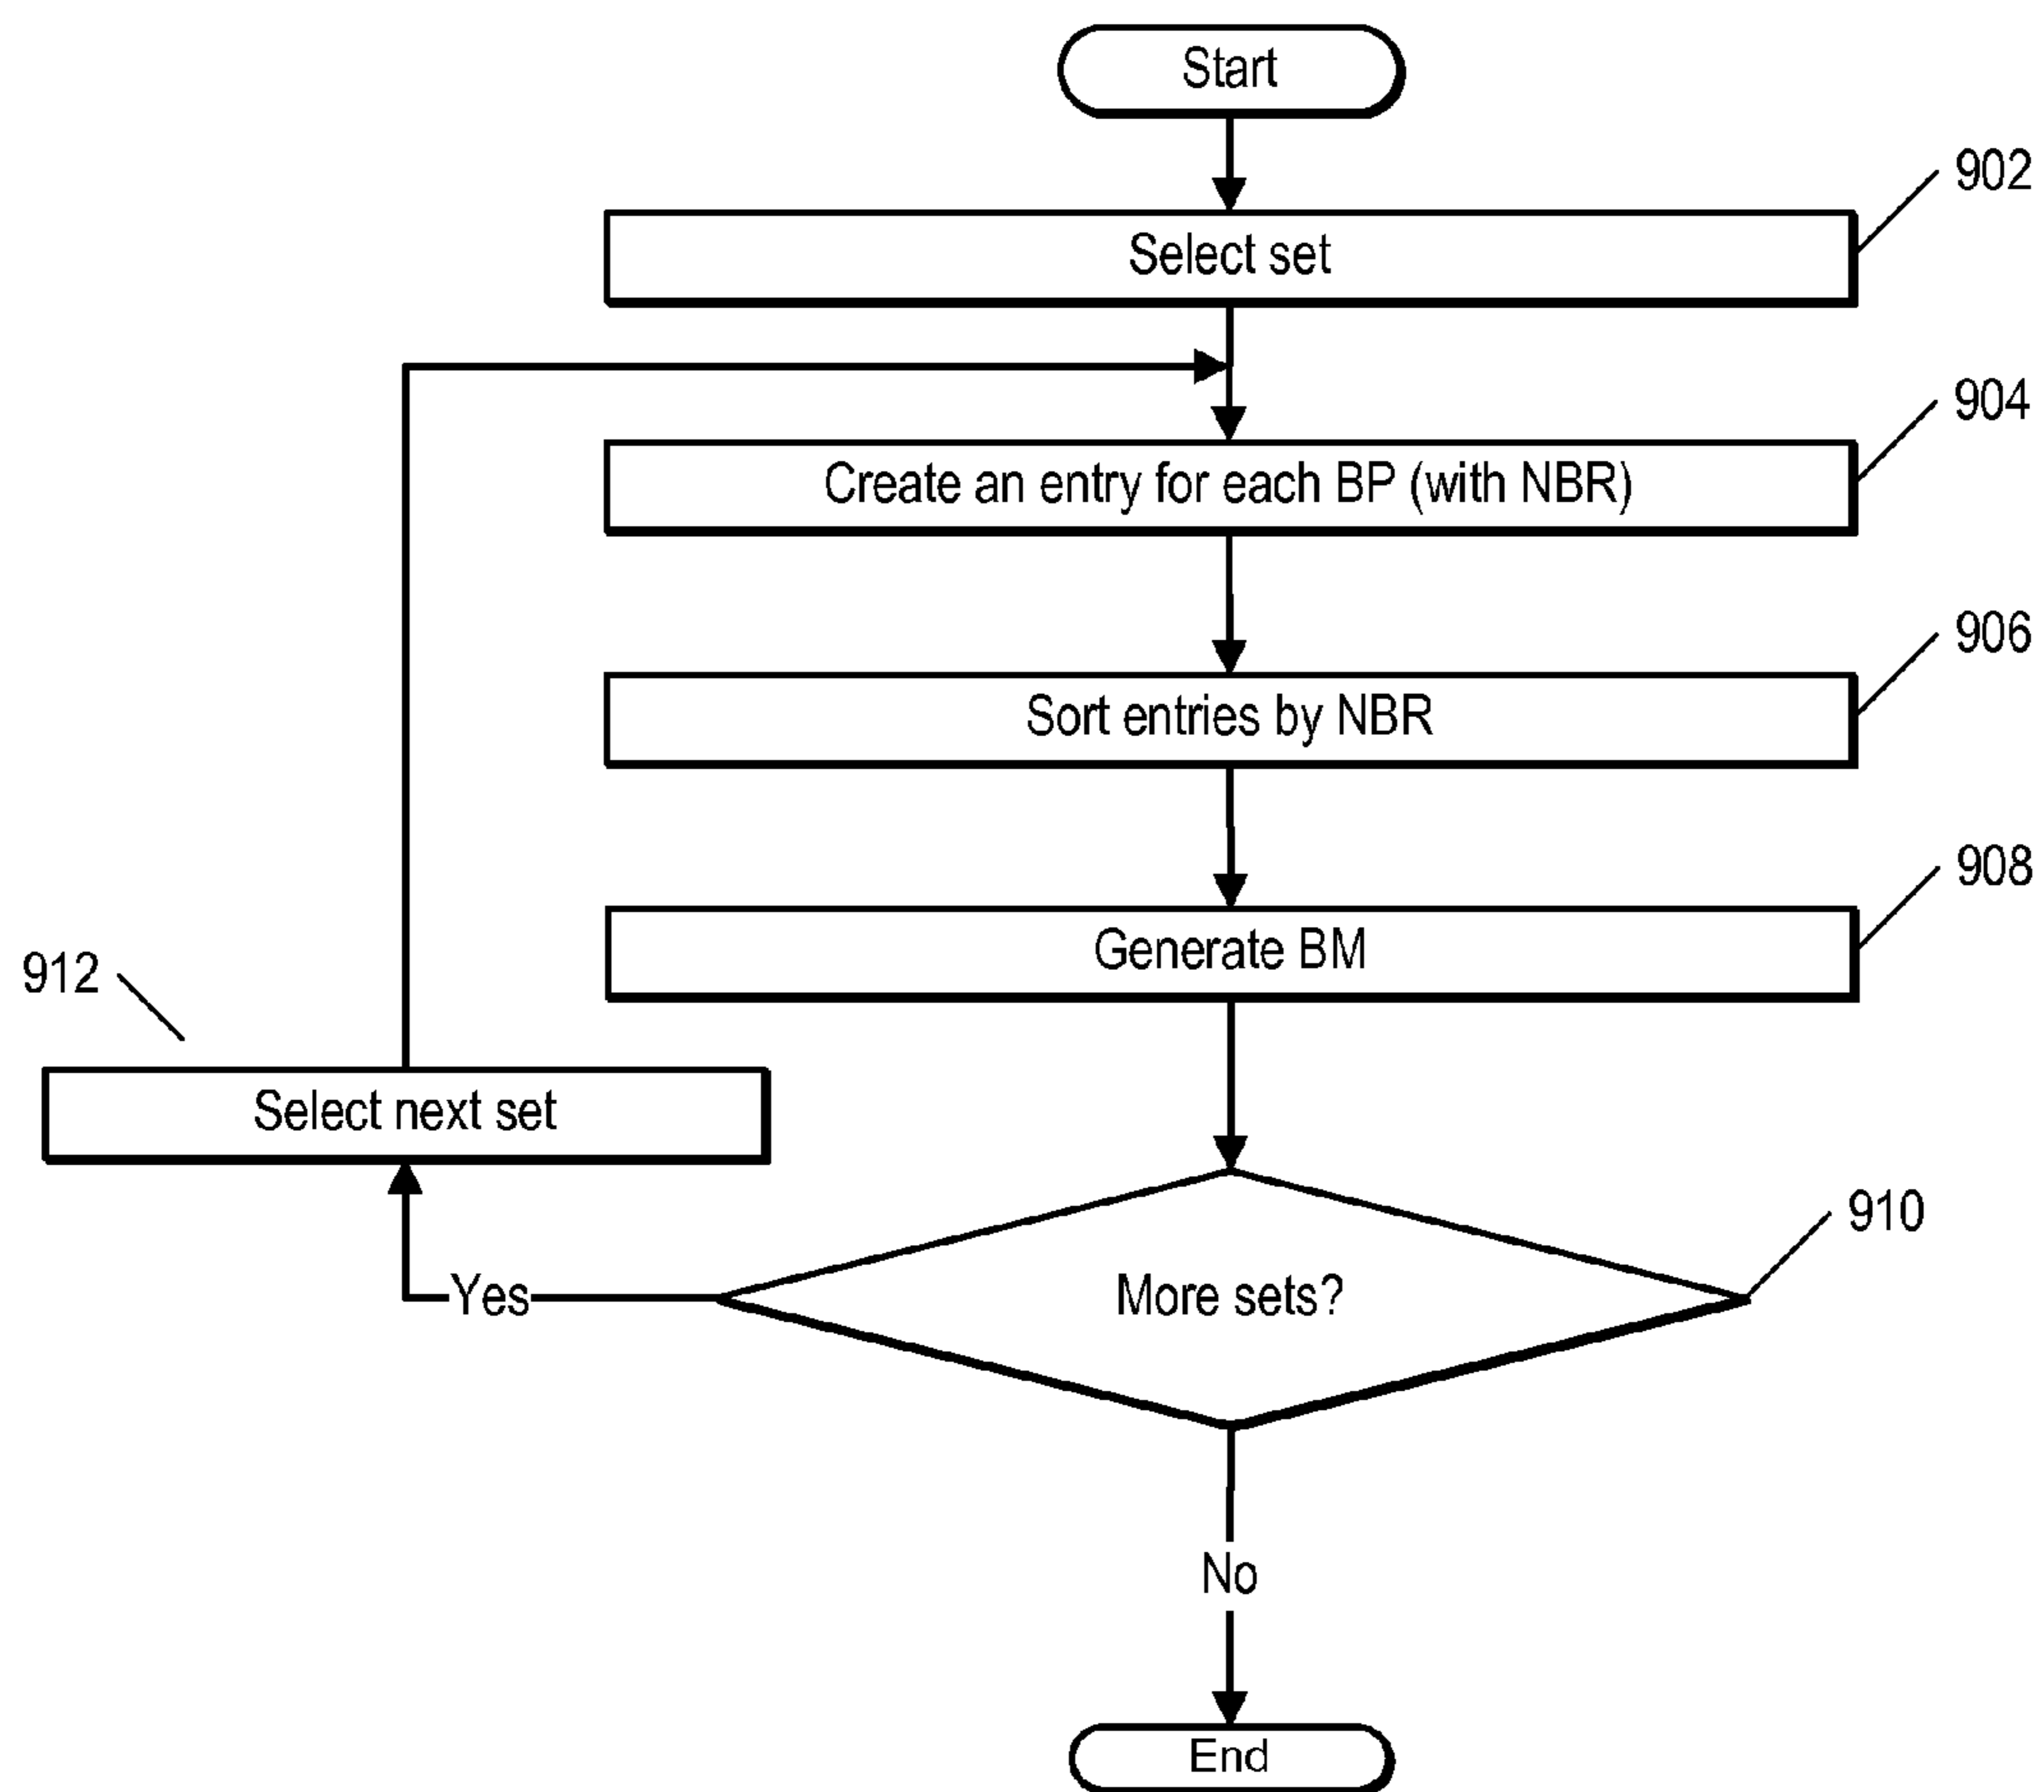 Start
902
Select set
904
Create an entry for each BP (with NBR)
906
Sort entries by NBR
908
Generate BM
912
Select next set
910
More sets?
Yes
No
End